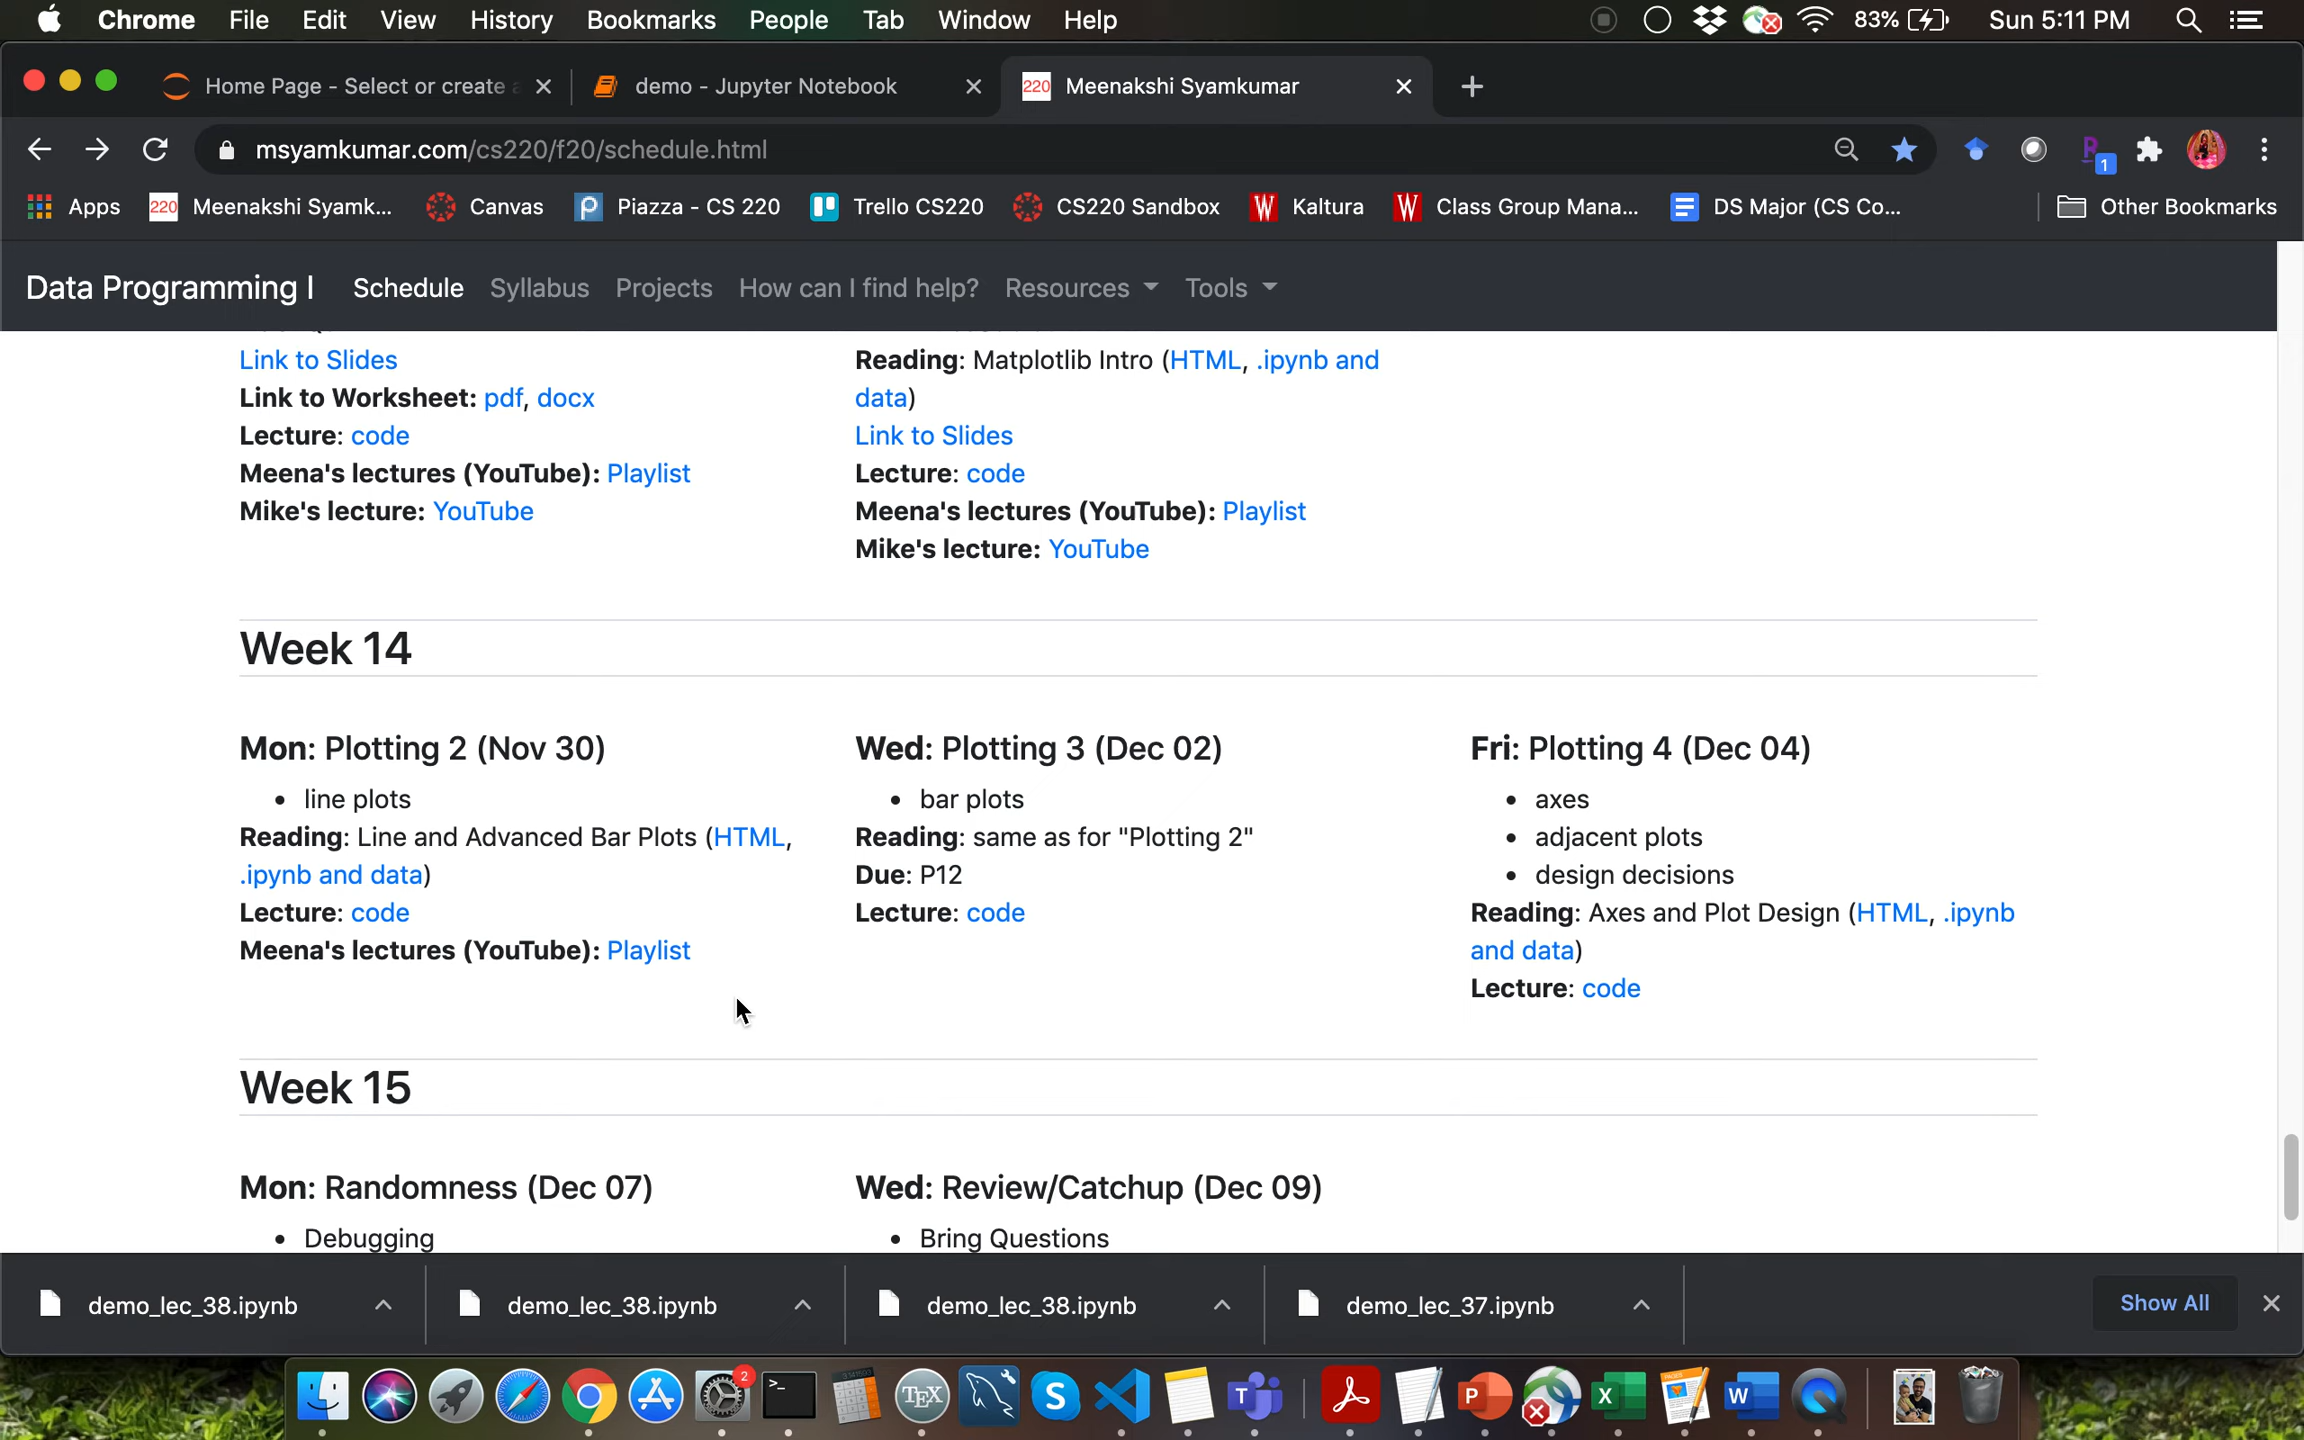 Chrome File Edit View History Bookmarks People Tab Window Help 83% Sun 5:11 PM
Home Page - Select or create a demo - Jupyter Notebook 220 Meenakshi Syamkumar
msyamkumar.com/cs220/f20/schedule.html 1
Apps 220 Meenakshi Syamk... Canvas Piazza - CS 220 Trello CS220 CS220 Sandbox Kaltura Class Group Mana... DS Major (CS Co... Other Bookmarks
Data Programming I Schedule Syllabus Projects How can I find help? Resources Tools
Link to Slides
Link to Worksheet: pdf, docx
Lecture: code
Meena's lectures (YouTube): Playlist
Mike's lecture: YouTube
Reading: Matplotlib Intro (HTML, .ipynb and
data)
Link to Slides
Lecture: code
Meena's lectures (YouTube): Playlist
Mike's lecture: YouTube
Week 14
Mon: Plotting 2 (Nov 30)
• line plots
Reading: Line and Advanced Bar Plots (HTML,
.ipynb and data)
Lecture: code
Meena's lectures (YouTube): Playlist
Wed: Plotting 3 (Dec 02)
• bar plots
Reading: same as for "Plotting 2"
Due: P12
Lecture: code
Fri: Plotting 4 (Dec 04)
• axes
• adjacent plots
• design decisions
Reading: Axes and Plot Design (HTML, .ipynb
and data)
Lecture: code
Week 15
Mon: Randomness (Dec 07)
• Debugging
Wed: Review/Catchup (Dec 09)
• Bring Questions
demo_lec_38.ipynb demo_lec_38.ipynb demo_lec_38.ipynb demo_lec_37.ipynb Show All
2